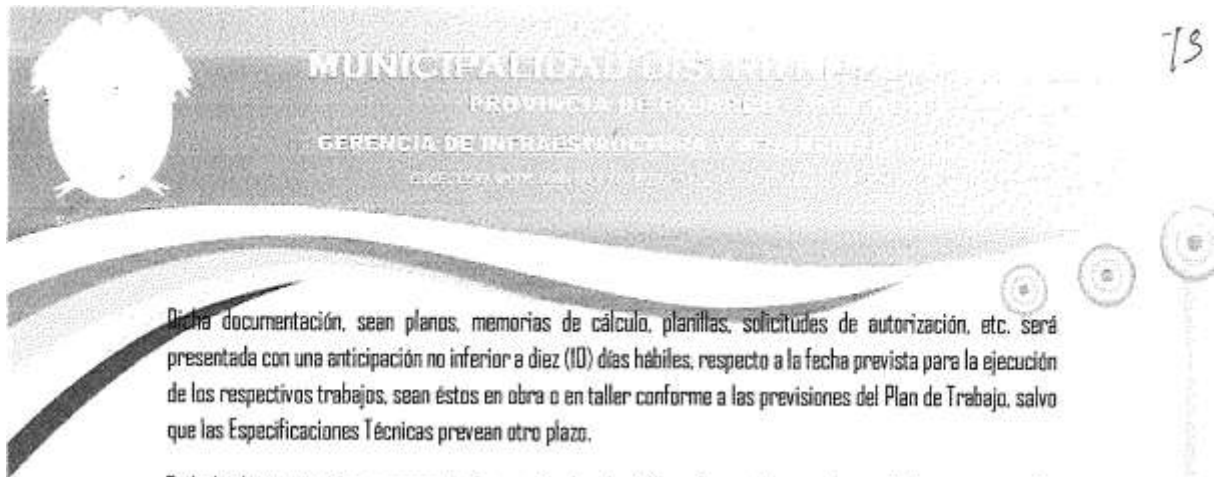 73
MUNICIPALIDAD
PROVINCIA DE
GERENCIA DE INFRAESTRUCTURA
Dicha documentación, sean planos, memorias de cálculo, planillas, solicitudes de autorización, etc. será
presentada con una anticipación no inferior a diez (10) días hábiles, respecto a la fecha prevista para la ejecución
de los respectivos trabajos, sean éstos en obra o en taller conforme a las previsiones del Plan de Trabajo, salvo
que las Especificaciones Técnicas prevean otro plazo.